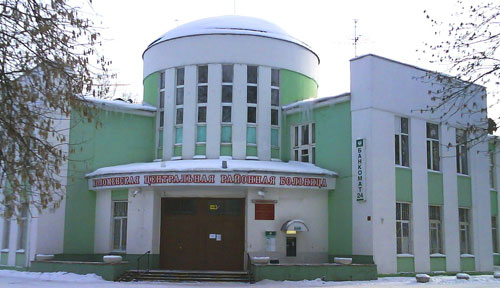 ЦЕНТРАЛЬНАЯ РАЙОННАЯ БОЛЬНИЦА
БАНКОМАТ 24